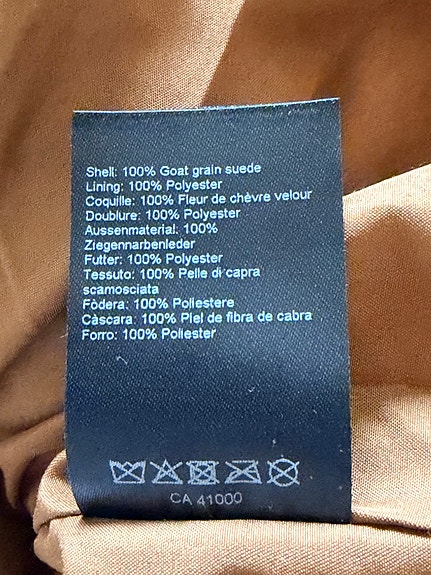 Shell: 100% Goat grain suede
Lining: 100% Polyester
Coquille: 100% Fleur de chèvre velour
Doublure: 100% Polyester
Aussenmaterial: 100%
Ziegennarbenleder
Futter: 100% Polyester
Tessuto: 100% Pelle di capra
scamosciata
Fòdera: 100% Poliestere
Càscara: 100% Piel de fibra de cabra
Forro: 100% Poliester
CA 41000